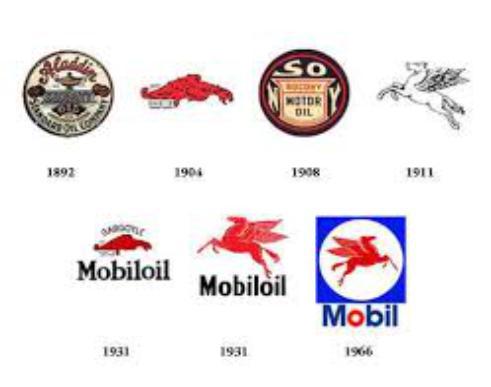 Aladdin
STANDARD OIL COMPANY
SO
SOCONY
MOTOR
OIL
N Y
1892
1904
1908
1911
GARGOYLE
Mobiloil
Mobiloil
Mobil
1931
1931
1966